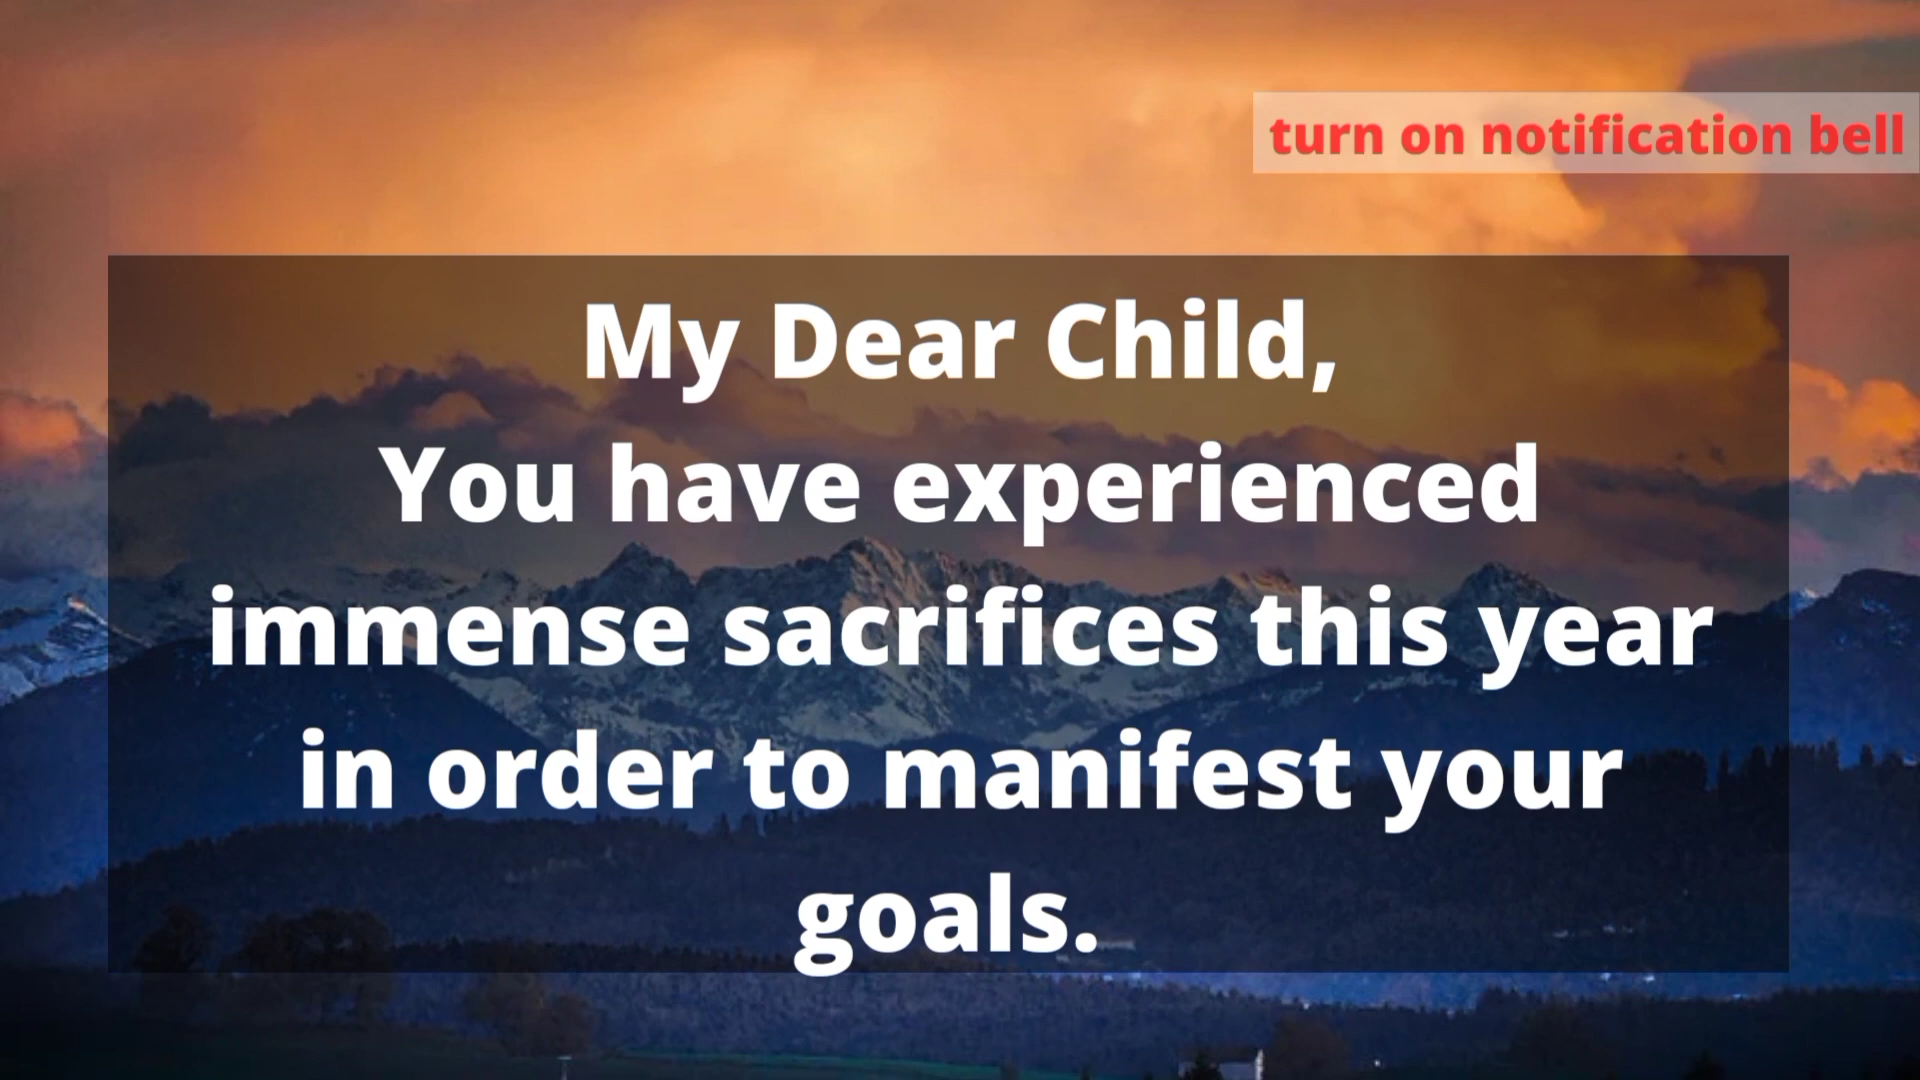 turn on notification bell
My Dear Child,
You have experienced
immense sacrifices this year
in order to manifest your
goals.